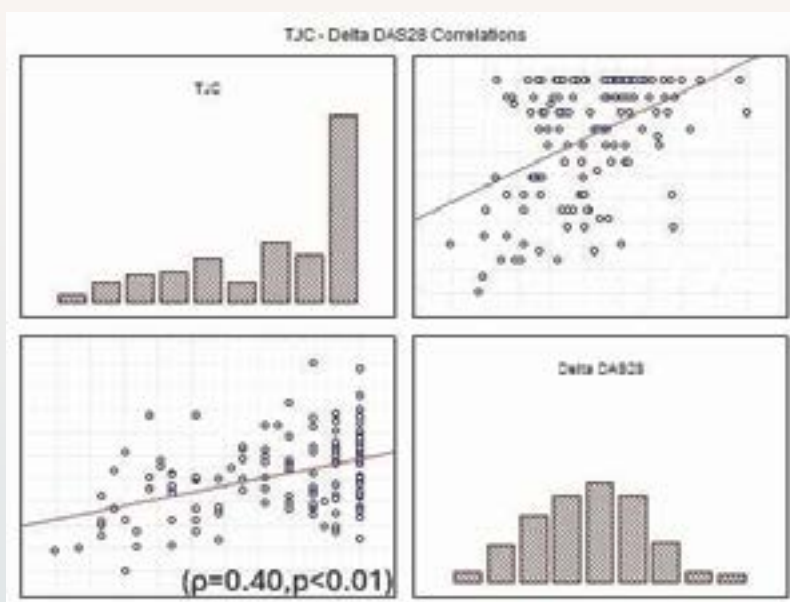 TJC - Delta DAS28 Correlations
TJC
Delta DAS28
(ρ=0.40,p<0.01)